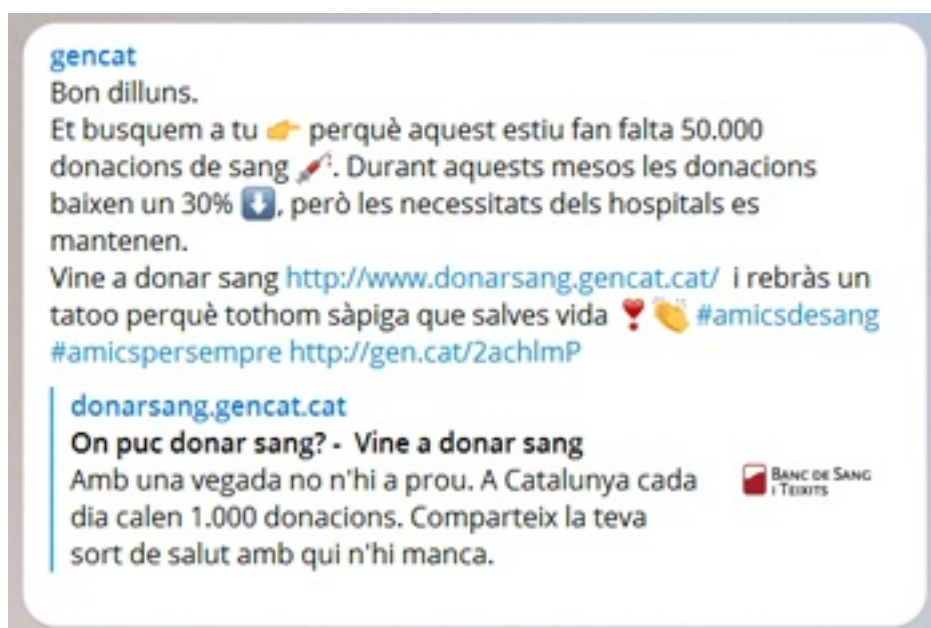 gencat
Bon dilluns.
Et busquem a tu 👉 perquè aquest estiu fan falta 50.000
donacions de sang 💉. Durant aquests mesos les donacions
baixen un 30% ⬇️, però les necessitats dels hospitals es
mantenen.
Vine a donar sang http://www.donarsang.gencat.cat/ i rebràs un
tatoo perquè tothom sàpiga que salves vida ❣️👏 #amicsdesang
#amicspersempre http://gen.cat/2achlmP
donarsang.gencat.cat
On puc donar sang? - Vine a donar sang
Amb una vegada no n'hi a prou. A Catalunya cada
dia calen 1.000 donacions. Comparteix la teva
sort de salut amb qui n'hi manca.
BANC DE SANG
I TEIXITS